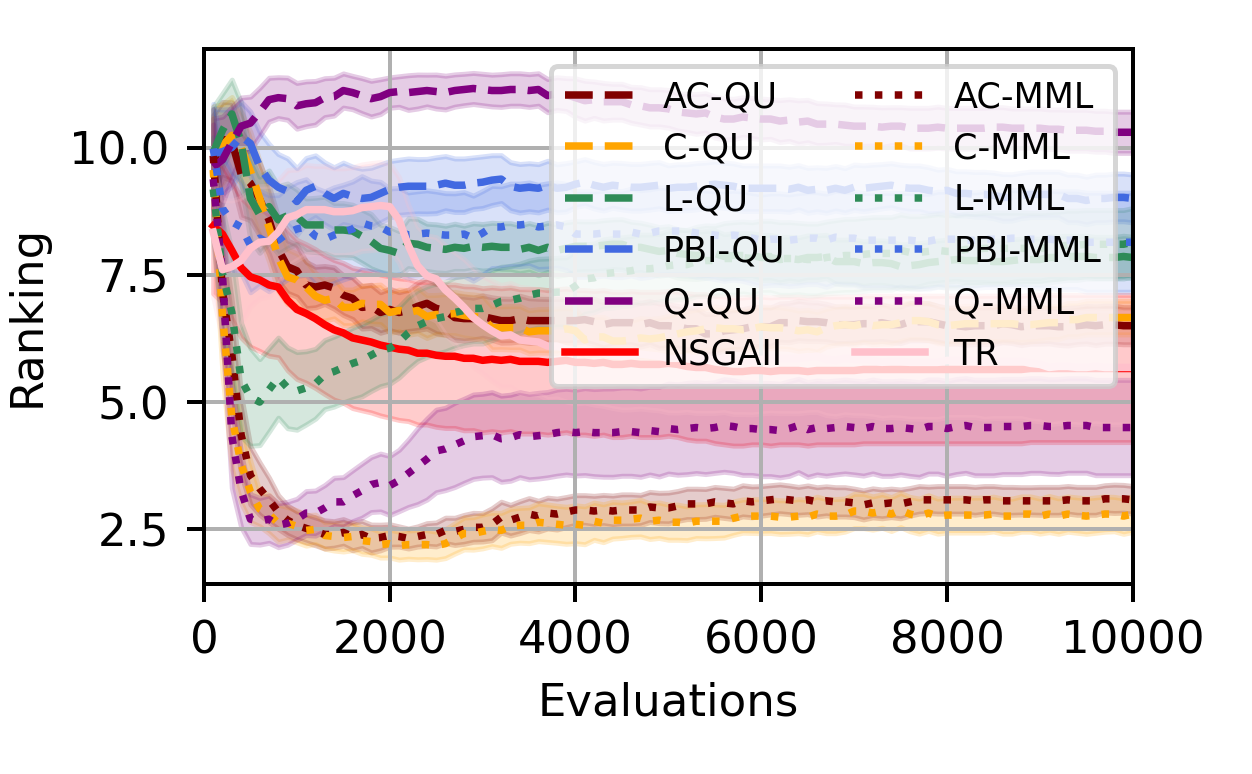 Ranking
10.0
7.5
5.0
2.5
AC-QU AC-MML
C-QU C-MML
L-QU L-MML
PBI-QU PBI-MML
Q-QU Q-MML
NSGAII TR
0 2000 4000 6000 8000 10000
Evaluations